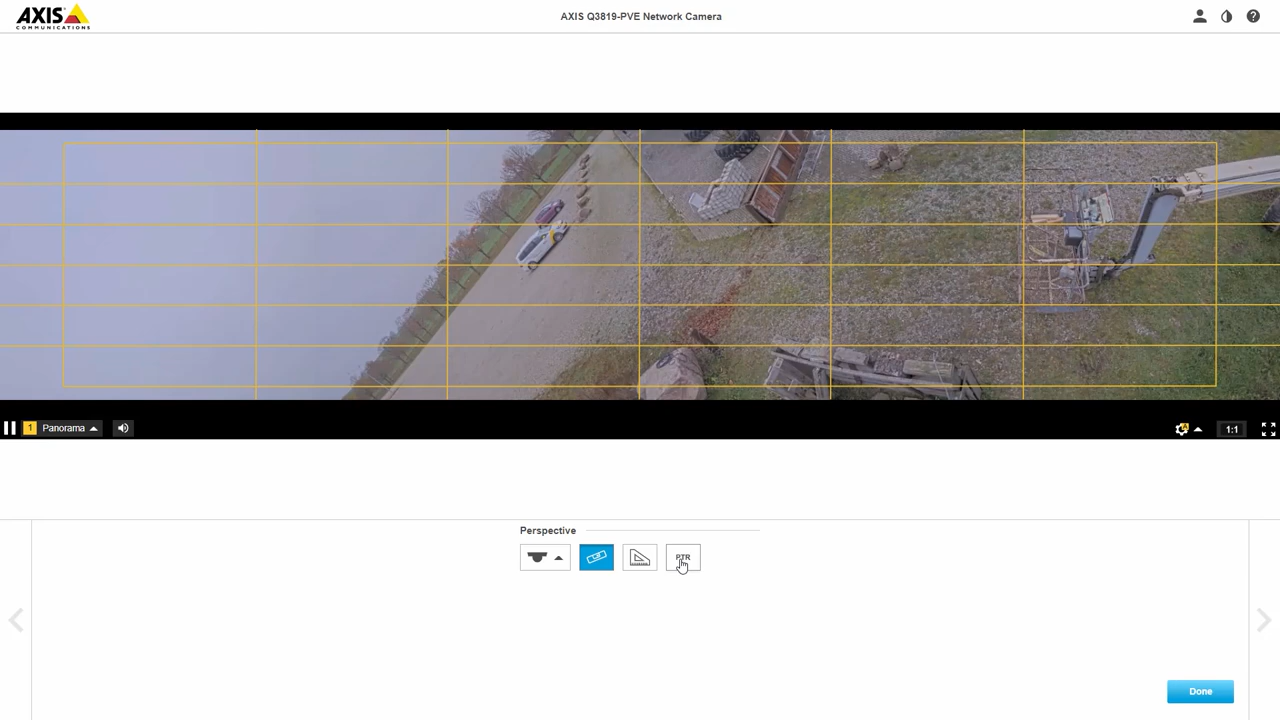 AXIS
COMMUNICATIONS
AXIS Q3819-PVE Network Camera
1 Panorama
1:1
Perspective
PTR
Done